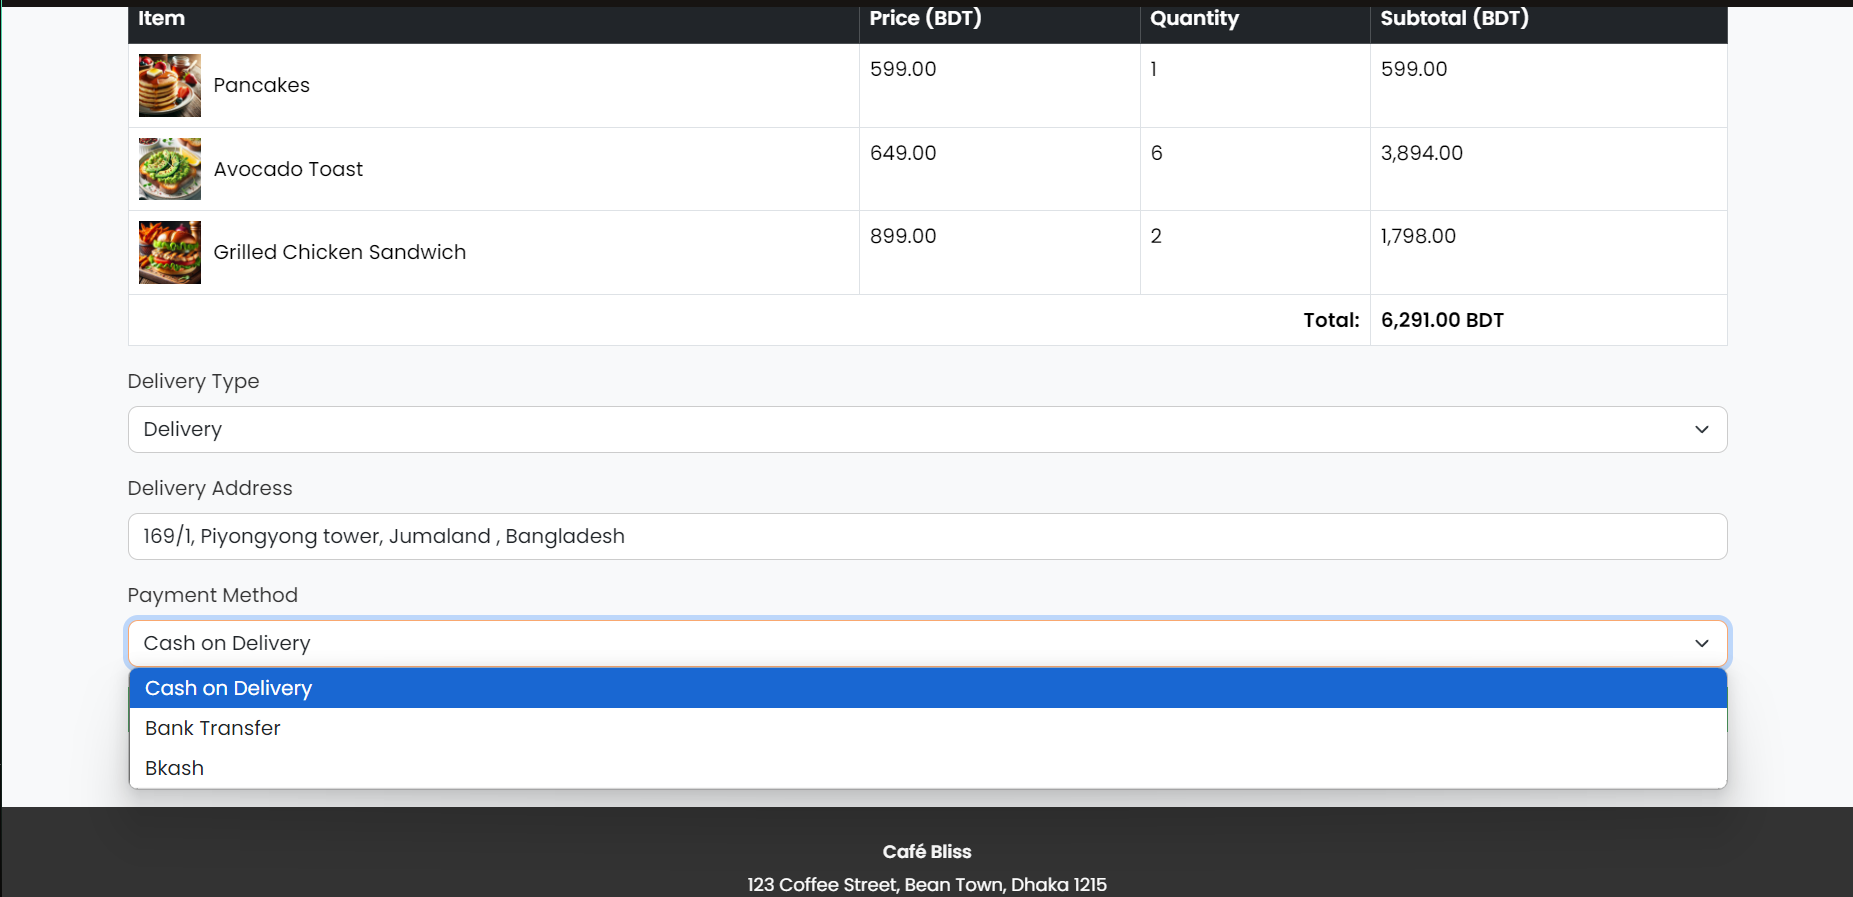 Item Price (BDT) Quantity Subtotal (BDT)
Pancakes 599.00 1 599.00
Avocado Toast 649.00 6 3,894.00
Grilled Chicken Sandwich 899.00 2 1,798.00
Total: 6,291.00 BDT
Delivery Type
Delivery
Delivery Address
169/1, Piyongyong tower, Jumaland , Bangladesh
Payment Method
Cash on Delivery
Cash on Delivery
Bank Transfer
Bkash
Café Bliss
123 Coffee Street, Bean Town, Dhaka 1215